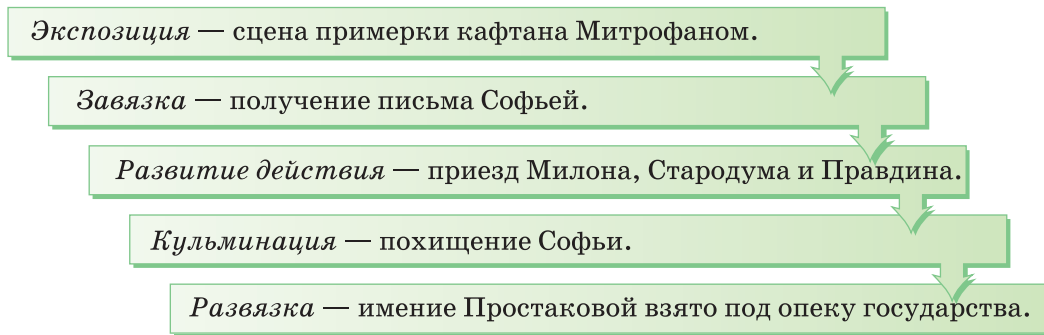 Экспозиция — сцена примерки кафтана Митрофаном.
Завязка — получение письма Софьей.
Развитие действия — приезд Милона, Стародума и Правдина.
Кульминация — похищение Софьи.
Развязка — имение Простаковой взято под опеку государства.